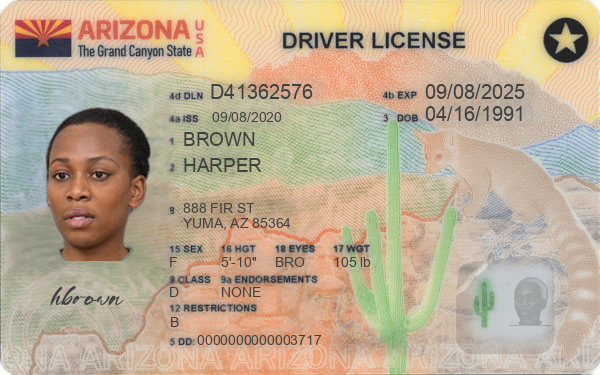 ARIZONA USA
The Grand Canyon State
DRIVER LICENSE
4d DLN D41362576
4b EXP 09/08/2025
4a ISS 09/08/2020
3 DOB 04/16/1991
1 BROWN
2 HARPER
8 888 FIR ST
YUMA, AZ 85364
15 SEX 16 HGT 18 EYES 17 WGT
F 5'-10" BRO 105 lb
9 CLASS 9a ENDORSEMENTS
D NONE
12 RESTRICTIONS
B
hbrown
5 DD: 0000000000003717
ONA ARIZONA ARIZONA ARIZONA ARIZON